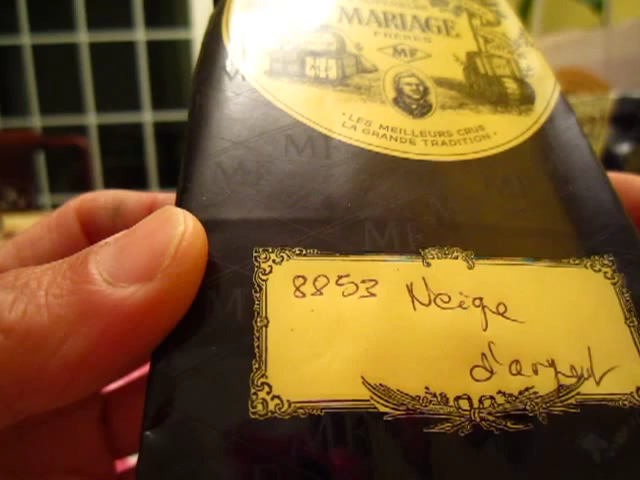 MARIAGE
FRÈRES
MF
• LES MEILLEURS CRUS
LA GRANDE TRADITION •
8853 Neige
d'argent